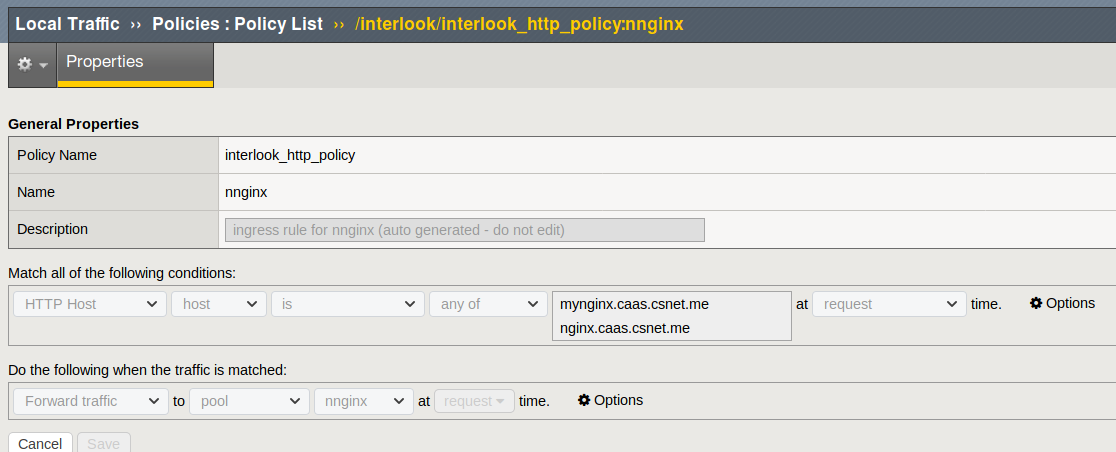 Local Traffic ›› Policies : Policy List ›› /interlook/interlook_http_policy:nnginx
Properties
General Properties
Policy Name interlook_http_policy
Name nnginx
Description ingress rule for nnginx (auto generated - do not edit)
Match all of the following conditions:
HTTP Host host is any of mynginx.caas.csnet.me at request time. Options
nginx.caas.csnet.me
Do the following when the traffic is matched:
Forward traffic to pool nnginx at request time. Options
Cancel Save